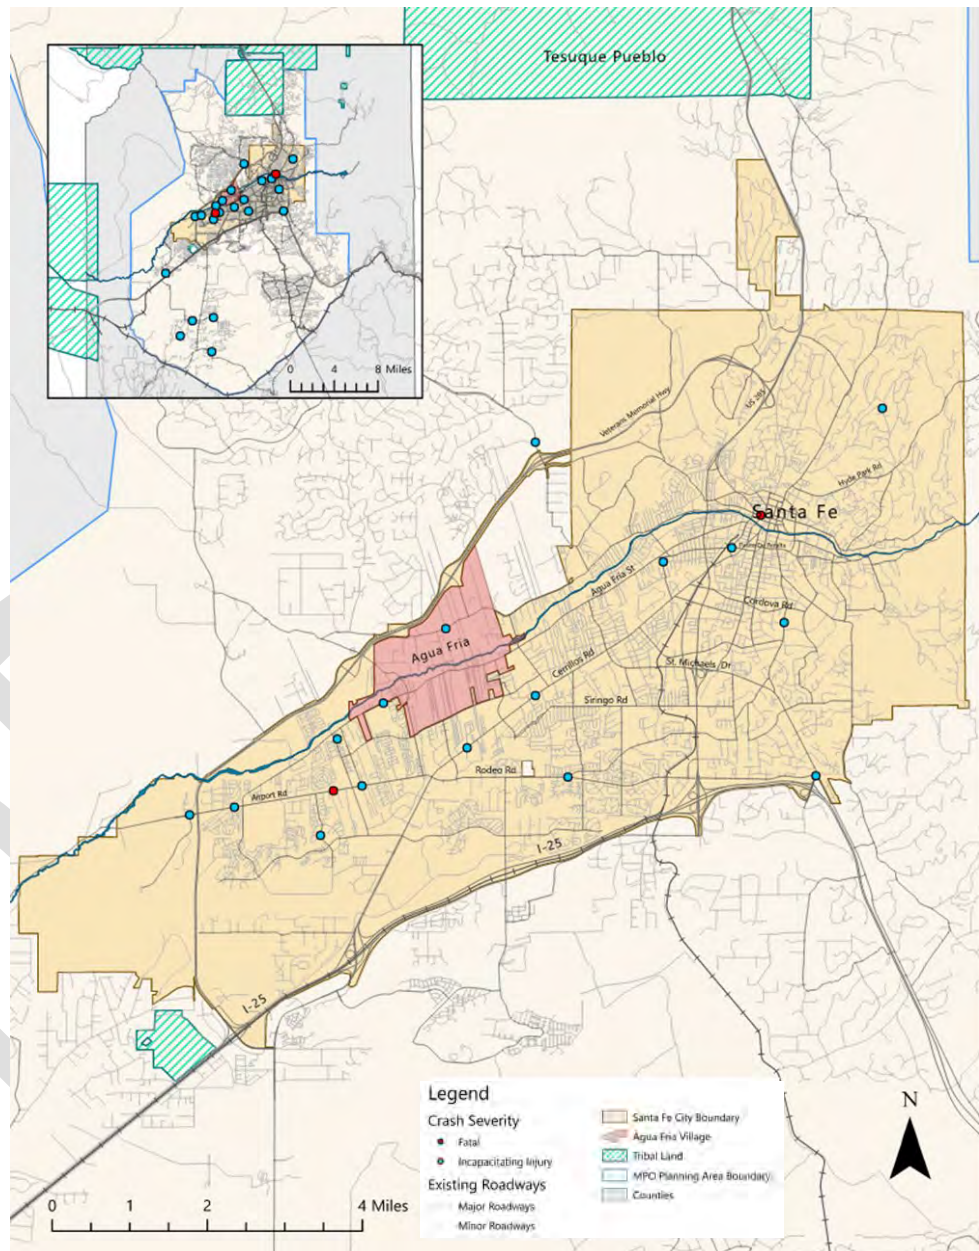 Tesuque Pueblo
0 4 8 Miles
Veterans Memorial Hwy
US 285
Hyde Park Rd
Santa Fe
Agua Fria St
Cordova Rd
Agua Fria
Cerrillos Rd
St. Michaels Dr
Siringo Rd
Rodeo Rd
Airport Rd
I-25
I-25
Legend
Crash Severity
Fatal
Incapacitating Injury
Existing Roadways
Major Roadways
Minor Roadways
Santa Fe City Boundary
Agua Fria Village
Tribal Land
MPO Planning Area Boundary
Counties
N
0 2 4 Miles